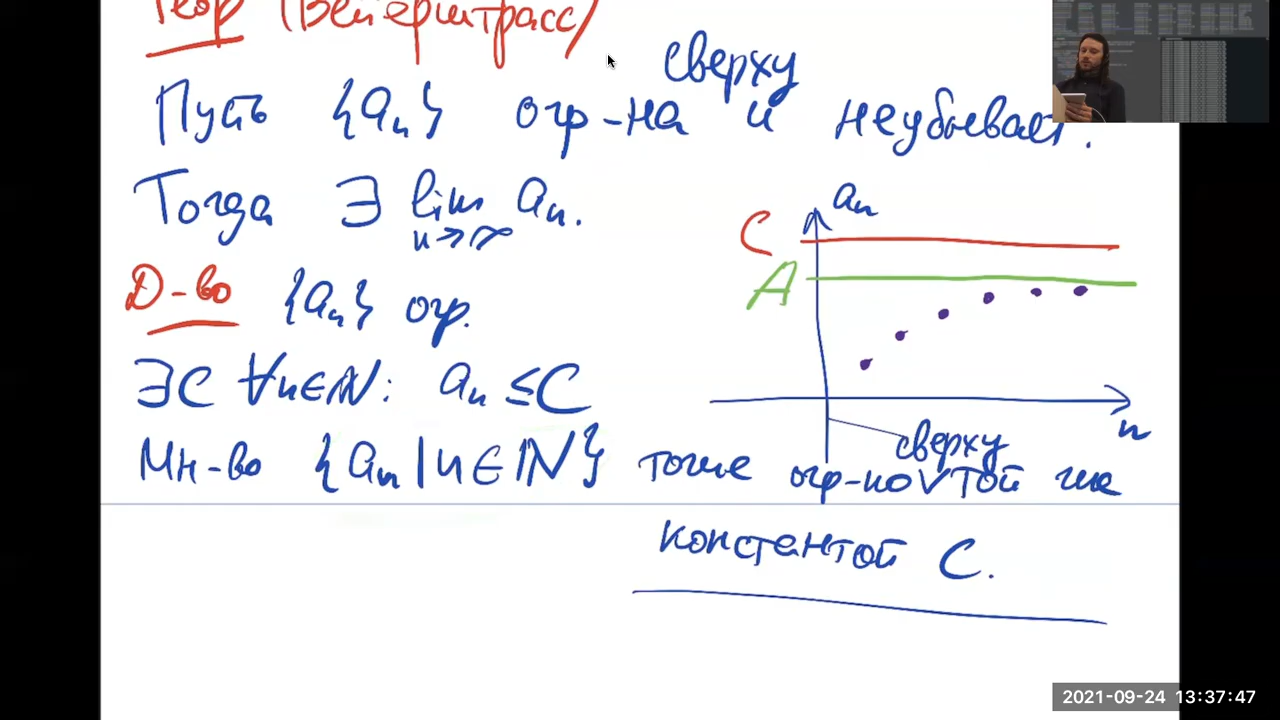 Теор (Вейерштрасс)
сверху
Пусть {aₙ} огр-на и неубывает.
Тогда ∃ lim aₙ.
n→∞
aₙ
C
A
Д-во {aₙ} огр.
∃C ∀n∈ℕ: aₙ ≤ C
n
сверху
Мн-во {aₙ | n ∈ ℕ} тоже огр-но√той же
константой C.
2021-09-24 13:37:47